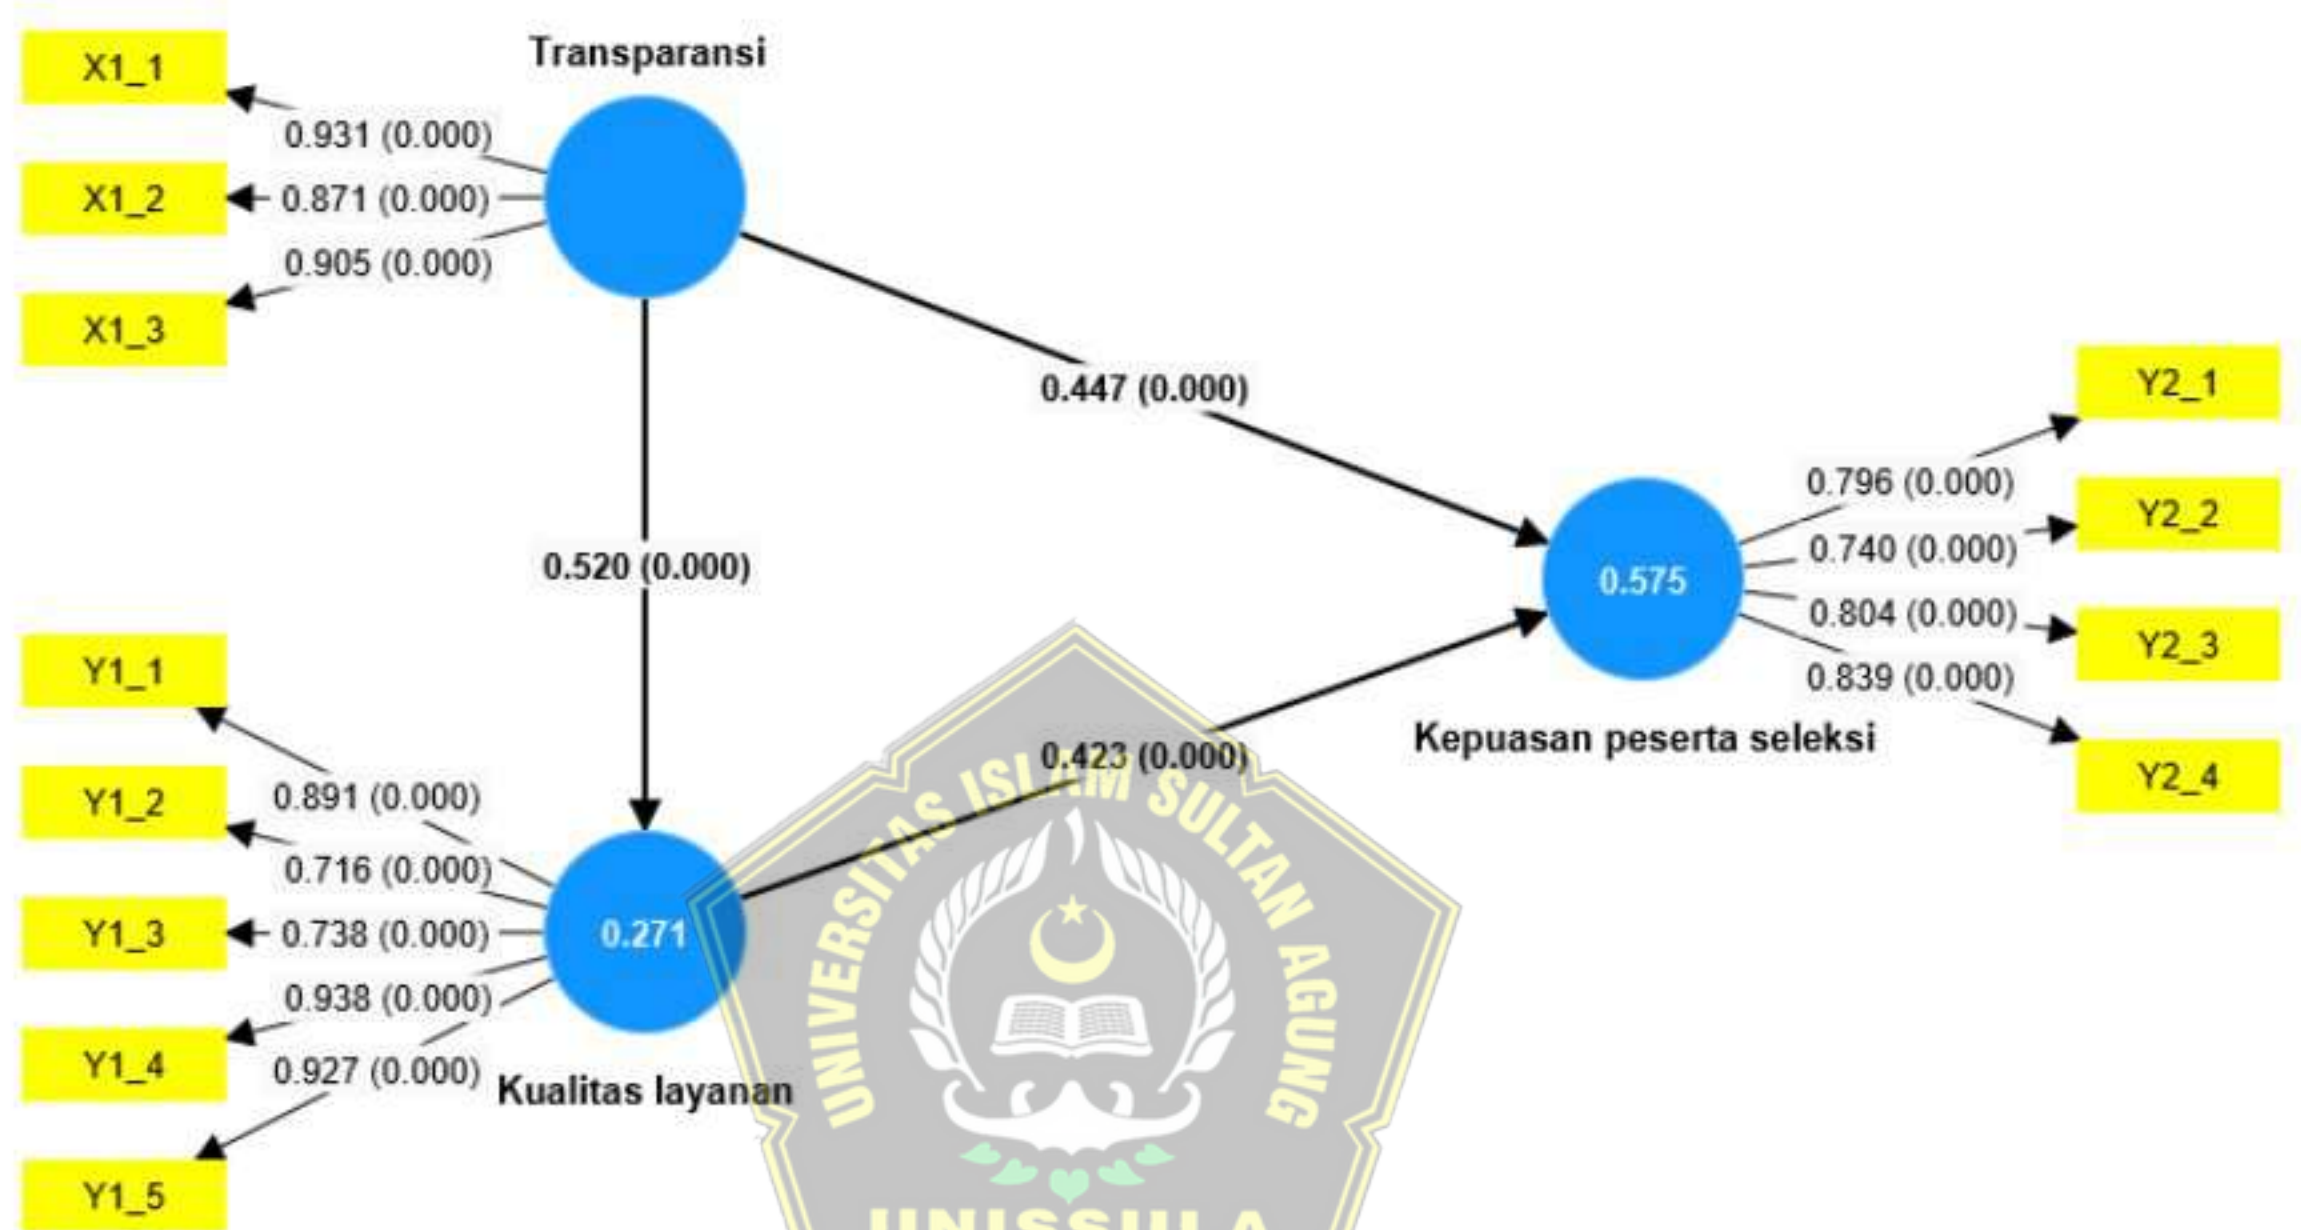 Transparansi
X1_1
0.931 (0.000)
X1_2
0.871 (0.000)
0.905 (0.000)
X1_3
0.447 (0.000)
0.520 (0.000)
Y2_1
0.796 (0.000)
Y2_2
0.740 (0.000)
0.575
0.804 (0.000)
Y2_3
0.839 (0.000)
Kepuasan peserta seleksi
Y2_4
Y1_1
0.423 (0.000)
0.891 (0.000)
Y1_2
0.716 (0.000)
Y1_3
0.738 (0.000)
0.271
0.938 (0.000)
Y1_4
0.927 (0.000)
Kualitas layanan
Y1_5
UNIVERSITAS ISLAM SULTAN AGUNG
UNISSULA